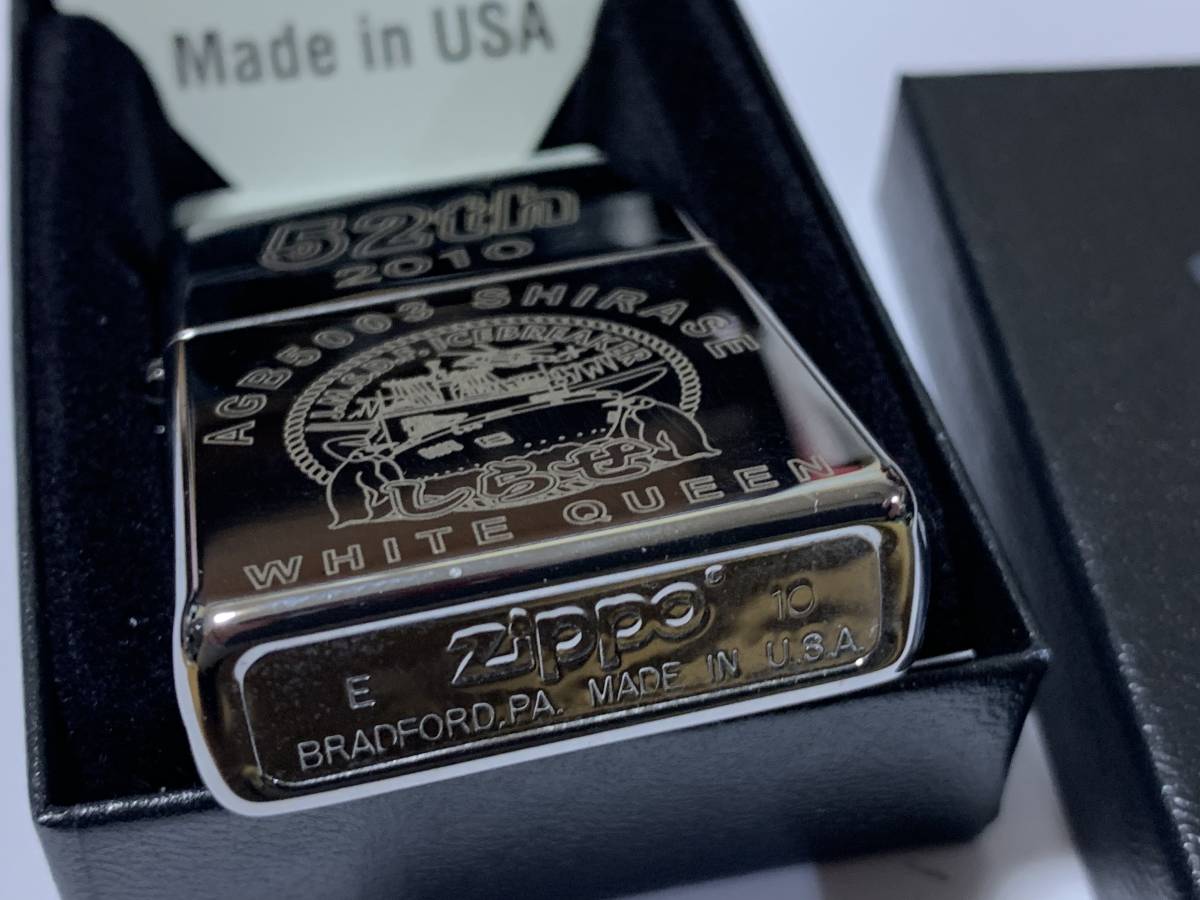 Made in USA
52th
2010
AGB5003 SHIRASE
J.M.S.D.F. ICEBREAKER
しらせ
WHITE QUEEN
E zippo® 10
BRADFORD,PA. MADE IN U.S.A.